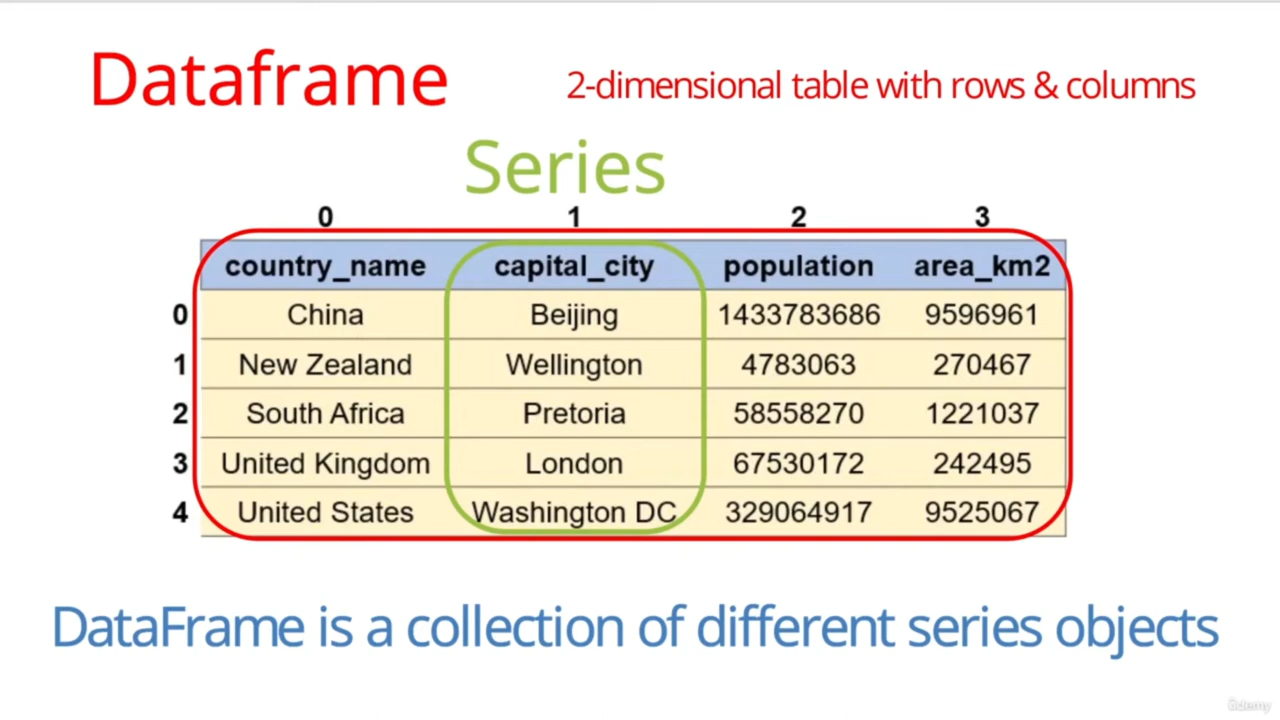 Dataframe
2-dimensional table with rows & columns
Series
0 1 2 3
country_name capital_city population area_km2
0 China Beijing 1433783686 9596961
1 New Zealand Wellington 4783063 270467
2 South Africa Pretoria 58558270 1221037
3 United Kingdom London 67530172 242495
4 United States Washington DC 329064917 9525067
DataFrame is a collection of different series objects
ûdemy